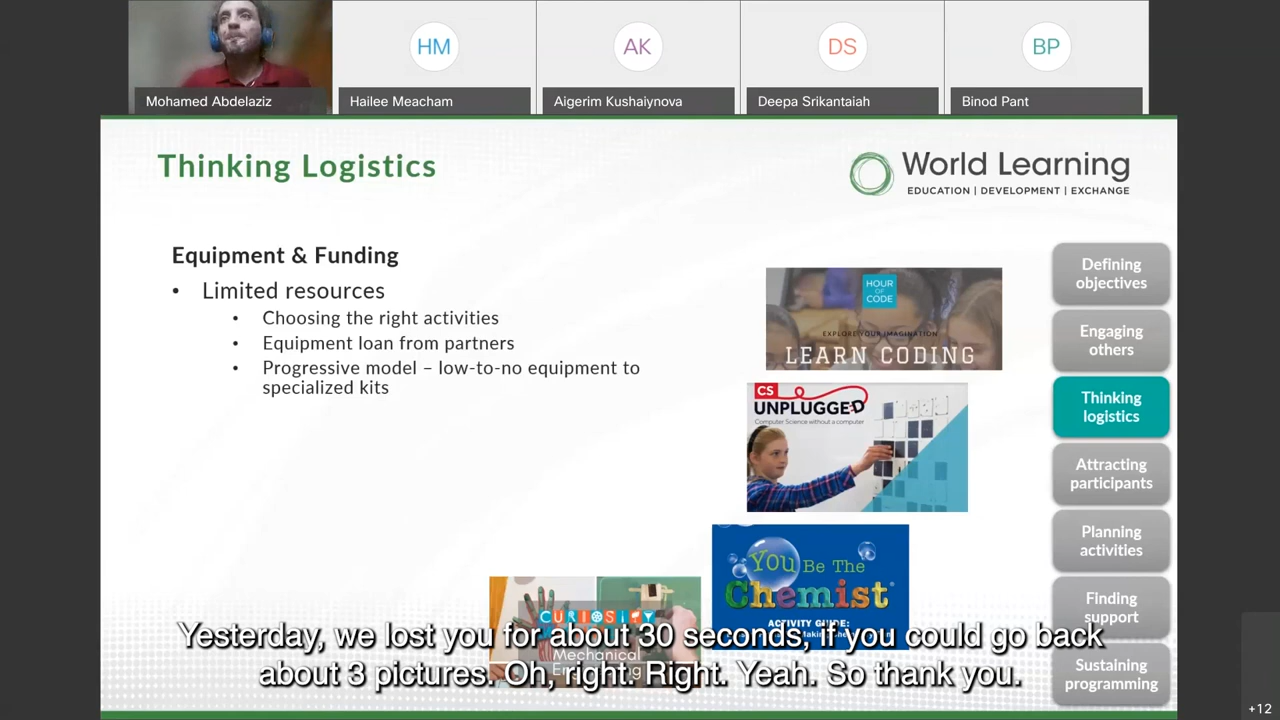 HM
AK
DS
BP
Mohamed Abdelaziz
Hailee Meacham
Aigerim Kushaiynova
Deepa Srikantaiah
Binod Pant
Thinking Logistics
World Learning
EDUCATION | DEVELOPMENT | EXCHANGE
Equipment & Funding
• Limited resources
• Choosing the right activities
• Equipment loan from partners
• Progressive model – low-to-no equipment to
specialized kits
HOUR
OF
CODE
EXPLORE YOUR IMAGINATION
LEARN CODING
CS
UNPLUGGED
Computer Science without a computer
You Be The
Chemist
ACTIVITY GUIDE:
CURIOSITY
Mechanical
Defining
objectives
Engaging
others
Thinking
logistics
Attracting
participants
Planning
activities
Finding
support
Sustaining
programming
Yesterday, we lost you for about 30 seconds, if you could go back
about 3 pictures. Oh, right. Right. Yeah. So thank you.
+12